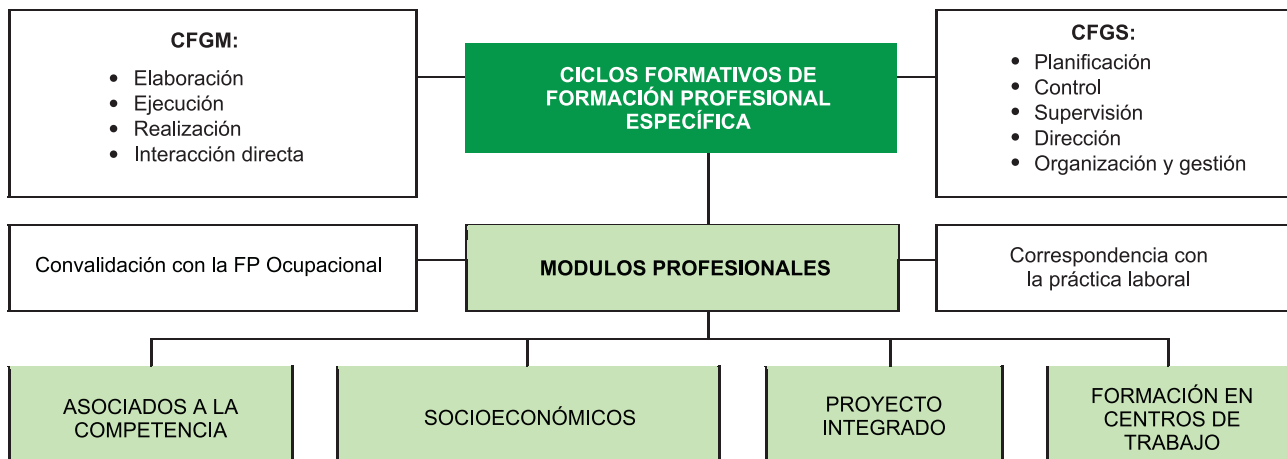 CFGM:
• Elaboración
• Ejecución
• Realización
• Interacción directa
CICLOS FORMATIVOS DE
FORMACIÓN PROFESIONAL
ESPECÍFICA
CFGS:
• Planificación
• Control
• Supervisión
• Dirección
• Organización y gestión
Convalidación con la FP Ocupacional
MODULOS PROFESIONALES
Correspondencia con
la práctica laboral
ASOCIADOS A LA
COMPETENCIA
SOCIOECONÓMICOS
PROYECTO
INTEGRADO
FORMACIÓN EN
CENTROS DE
TRABAJO